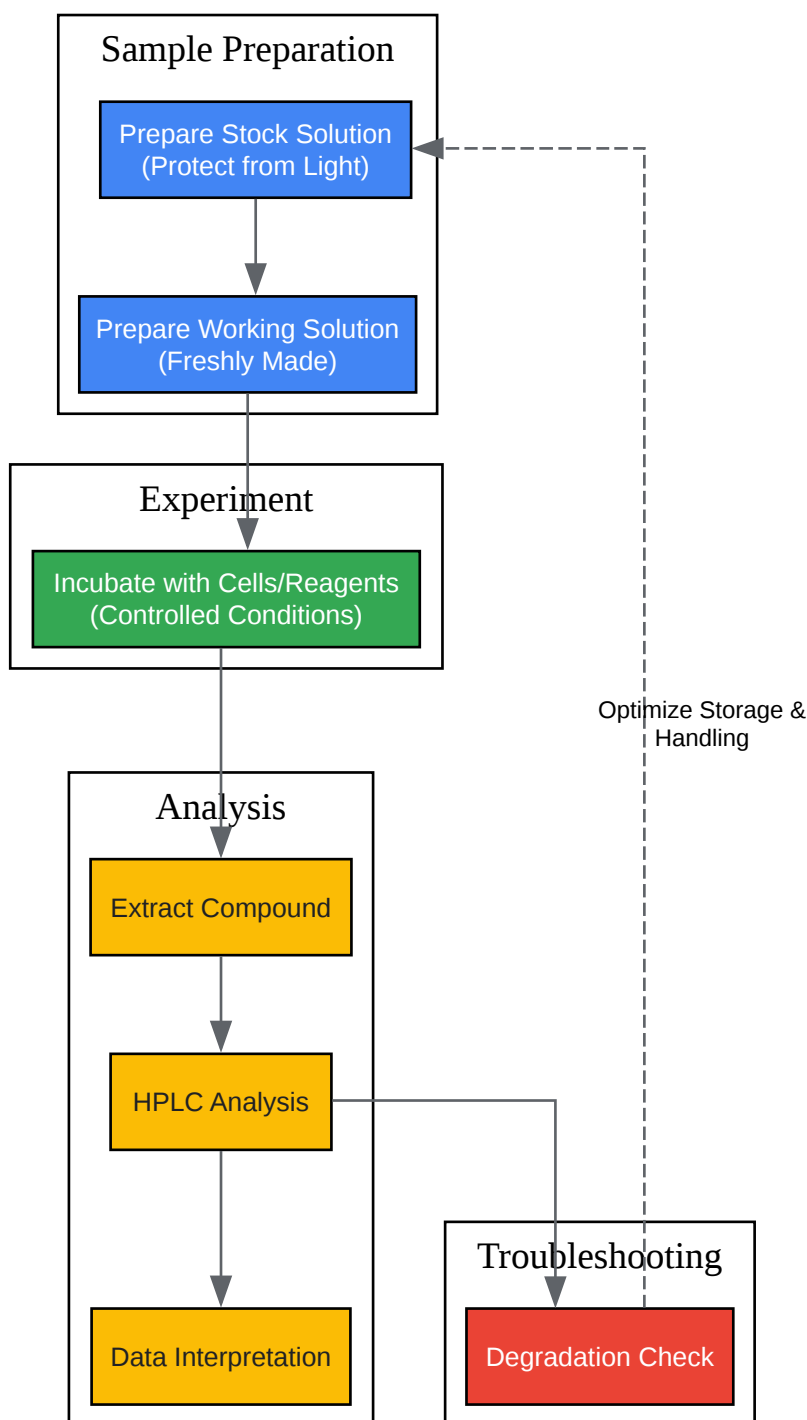 Sample Preparation
Prepare Stock Solution
(Protect from Light)
Prepare Working Solution
(Freshly Made)
Experiment
Incubate with Cells/Reagents
(Controlled Conditions)
Optimize Storage &
Handling
Analysis
Extract Compound
HPLC Analysis
Data Interpretation
Troubleshooting
Degradation Check